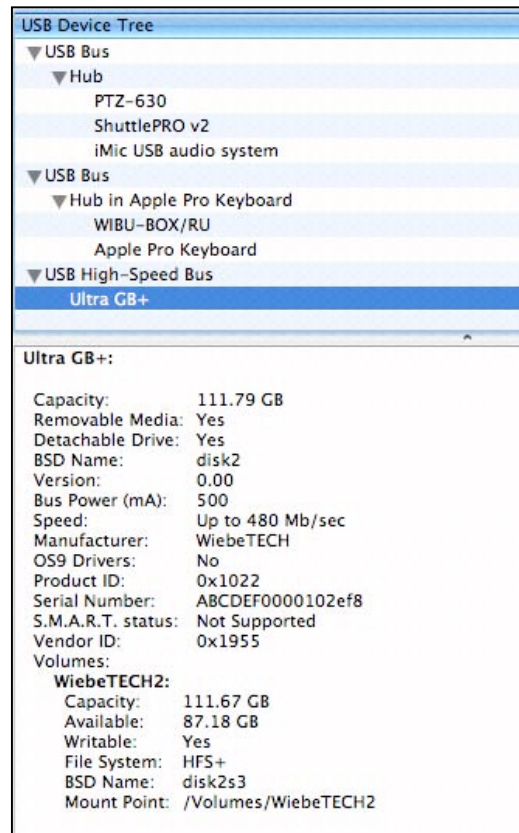 USB Device Tree
USB Bus
Hub
PTZ-630
ShuttlePRO v2
iMic USB audio system
USB Bus
Hub in Apple Pro Keyboard
WIBU-BOX/RU
Apple Pro Keyboard
USB High-Speed Bus
Ultra GB+
Ultra GB+:
Capacity: 111.79 GB
Removable Media: Yes
Detachable Drive: Yes
BSD Name: disk2
Version: 0.00
Bus Power (mA): 500
Speed: Up to 480 Mb/sec
Manufacturer: WiebeTECH
OS9 Drivers: No
Product ID: 0x1022
Serial Number: ABCDEF0000102ef8
S.M.A.R.T. status: Not Supported
Vendor ID: 0x1955
Volumes:
WiebeTECH2:
Capacity: 111.67 GB
Available: 87.18 GB
Writable: Yes
File System: HFS+
BSD Name: disk2s3
Mount Point: /Volumes/WiebeTECH2